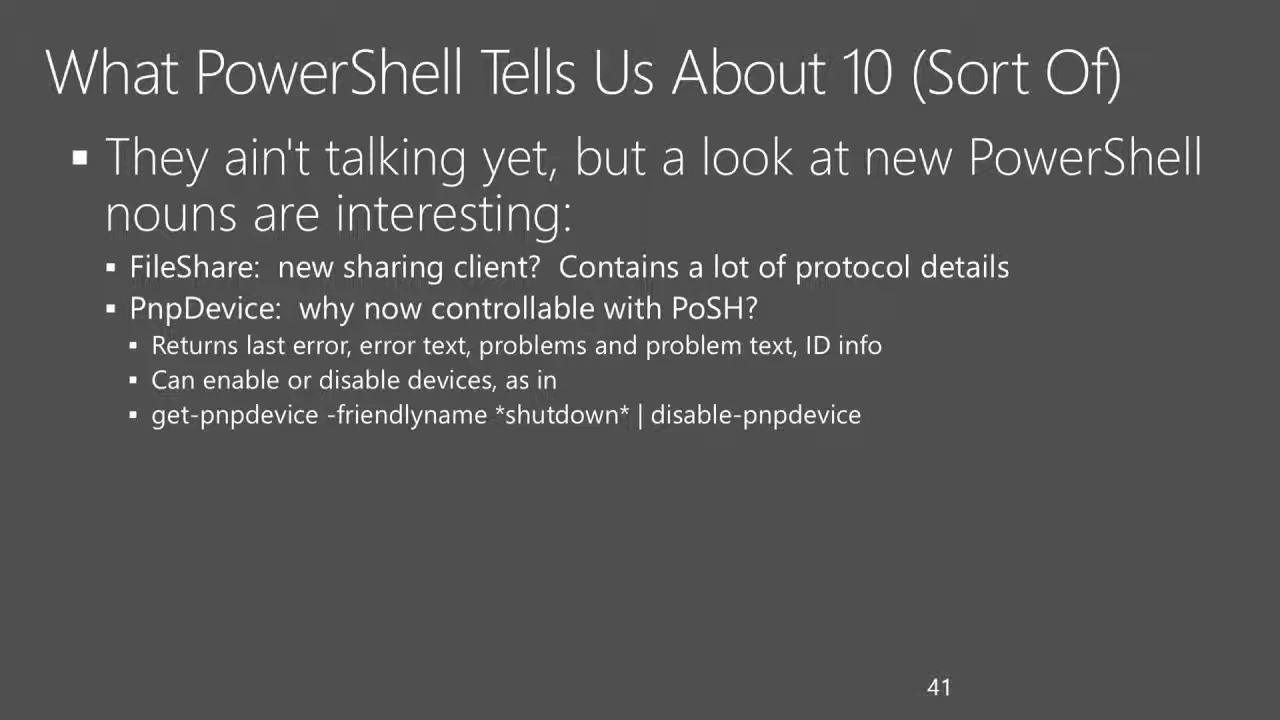 What PowerShell Tells Us About 10 (Sort Of)
▪ They ain't talking yet, but a look at new PowerShell
nouns are interesting:
▪ FileShare:  new sharing client?  Contains a lot of protocol details
▪ PnpDevice:  why now controllable with PoSH?
▪ Returns last error, error text, problems and problem text, ID info
▪ Can enable or disable devices, as in
▪ get-pnpdevice -friendlyname *shutdown* | disable-pnpdevice
41